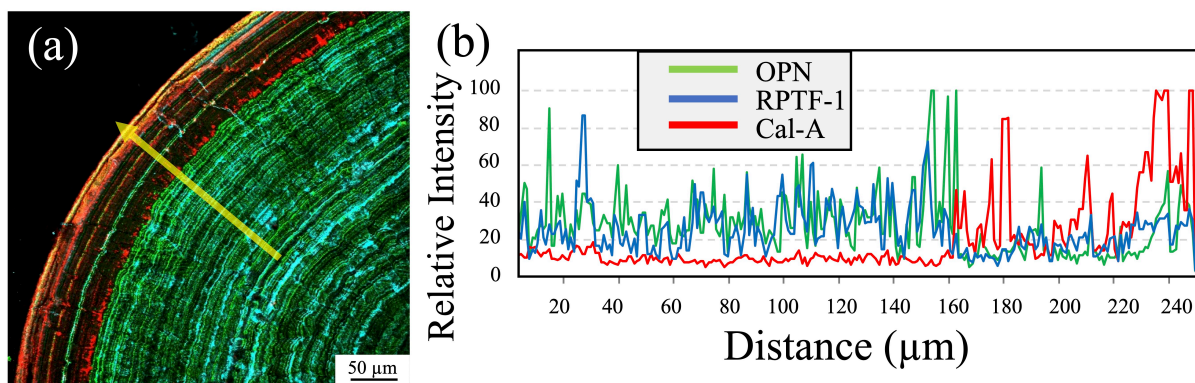 (a)
50 µm
(b)
Relative Intensity
100
80
60
40
20
0
OPN
RPTF-1
Cal-A
20 40 60 80 100 120 140 160 180 200 220 240
Distance (µm)